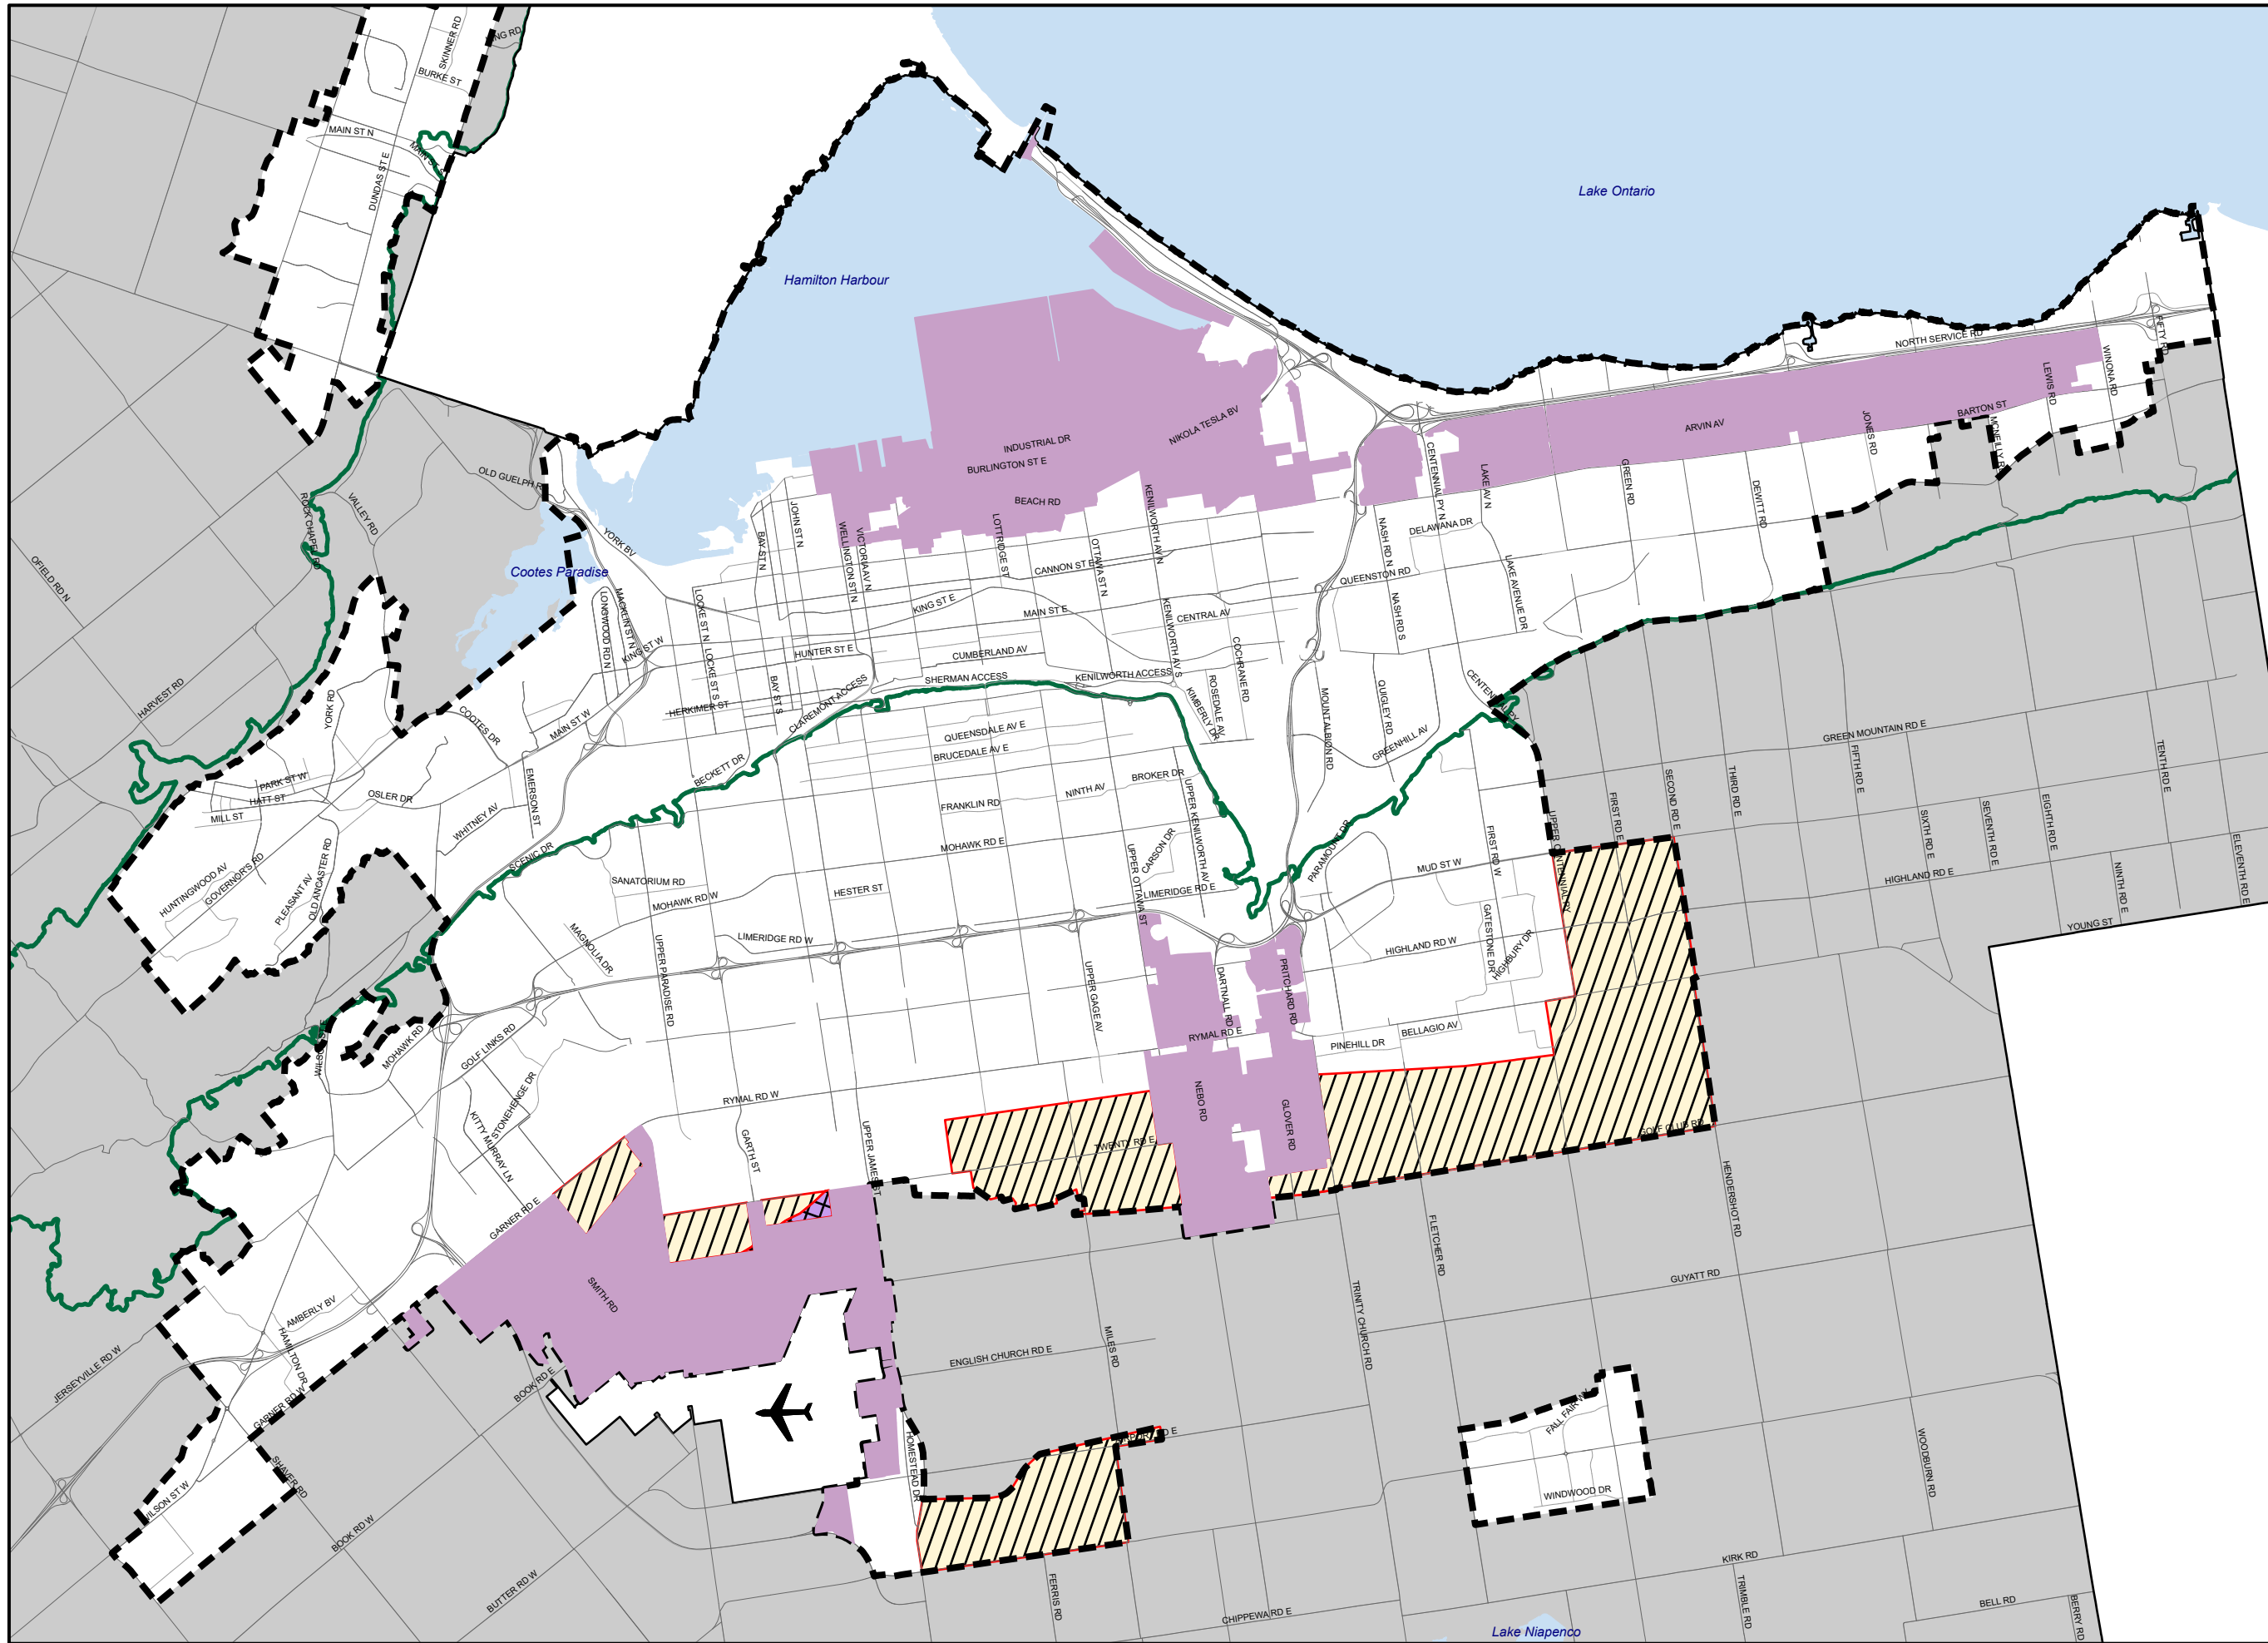 SKINNER RD
BURKE ST
MAIN ST N
DUNDAS ST E
Lake Ontario
Hamilton Harbour
NORTH SERVICE RD
FIFTY RD
WINONA RD
LEWIS RD
BARTON ST
ARVIN AV
JONES RD
NIKOLA TESLA BV
INDUSTRIAL DR
BURLINGTON ST E
BEACH RD
CENTENNIAL PY N
LAKE AV N
GREEN RD
DEWITT RD
KENILWORTH AV N
NASH RD N
DELAWANA DR
LAKE AVENUE DR
VALLEY RD
ROCK CHAPEL RD
YORK BV
BAY ST N
JOHN ST N
WELLINGTON ST N
VICTORIA AV N
LOTTRIDGE ST
OTTAWA ST N
CANNON ST E
QUEENSTON RD
OFIELD RD N
Cootes Paradise
LONGWOOD RD N
MACKLIN ST N
LOCKE ST N
KING ST E
MAIN ST E
CENTRAL AV
KENILWORTH AV S
NASH RD S
KING ST W
LOCKE ST S
HUNTER ST E
CUMBERLAND AV
COCHRANE RD
HARVEST RD
YORK RD
COOTES DR
MAIN ST W
HERKIMER ST
BAY ST S
CLAREMONT ACCESS
SHERMAN ACCESS
KENILWORTH ACCESS
KIMBERLY DR
ROSEDALE AV
MOUNT ALBION RD
QUIGLEY RD
GREENHILL AV
QUEENSDALE AV E
BRUCEDALE AV E
BECKETT DR
GREEN MOUNTAIN RD E
PARK ST W
HATT ST
MILL ST
OSLER DR
EMERSON ST
WHITNEY AV
FRANKLIN RD
NINTH AV
BROKER DR
UPPER KENILWORTH AV
FIRST RD E
SECOND RD E
THIRD RD E
FIFTH RD E
SIXTH RD E
SEVENTH RD E
EIGHTH RD E
TENTH RD E
NINTH RD E
ELEVENTH RD E
HIGHLAND RD E
YOUNG ST
MOHAWK RD E
UPPER OTTAWA ST
CARSON DR
LIMERIDGE RD E
PARAMOUNT DR
MUD ST W
FIRST RD W
UPPER CENTENNIAL PY
SCENIC DR
SANATORIUM RD
MOHAWK RD W
HESTER ST
HUNTINGWOOD AV
GOVERNOR'S RD
PLEASANT AV
OLD ANCASTER RD
MAGNOLIA DR
UPPER PARADISE RD
LIMERIDGE RD W
UPPER GAGE AV
DARTNALL RD
PRITCHARD RD
HIGHLAND RD W
GATESTONE DR
HIGHBURY DR
MOHAWK RD
GOLF LINKS RD
STONEHENGE DR
KITTY MURRAY LN
RYMAL RD E
PINEHILL DR
BELLAGIO AV
RYMAL RD W
GARTH ST
UPPER JAMES ST
NEBO RD
GLOVER RD
TWENTY RD E
GOLF CLUB RD
GARNER RD E
SMITH RD
FLETCHER RD
HENDERSHOT RD
GUYATT RD
AMBERLY BV
HAMILTON DR
JERSEYVILLE RD W
GARNER RD W
BOOK RD E
ENGLISH CHURCH RD E
MILES RD
TRINITY CHURCH RD
HOMESTEAD DR
WINDWOOD DR
WOODBURN RD
SHAVER RD
BOOK RD W
BUTTER RD W
FERRIS RD
CHIPPEWA RD E
KIRK RD
TRIMBLE RD
BELL RD
BERRY RD
Lake Niapenco